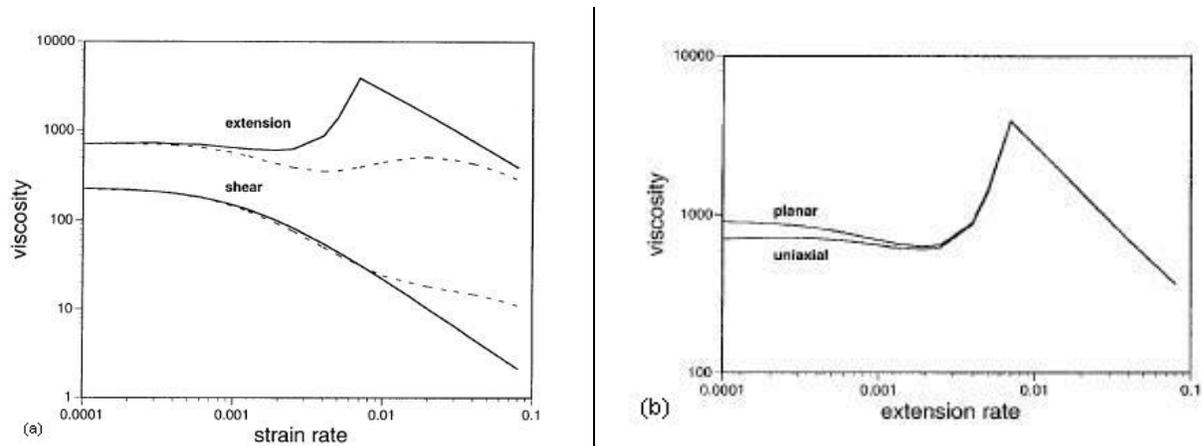 10000
1000
100
10
1
viscosity
extension
shear
0.0001
0.001
0.01
0.1
strain rate
(a)
10000
1000
100
viscosity
planar
uniaxial
0.0001
0.001
0.01
0.1
extension rate
(b)